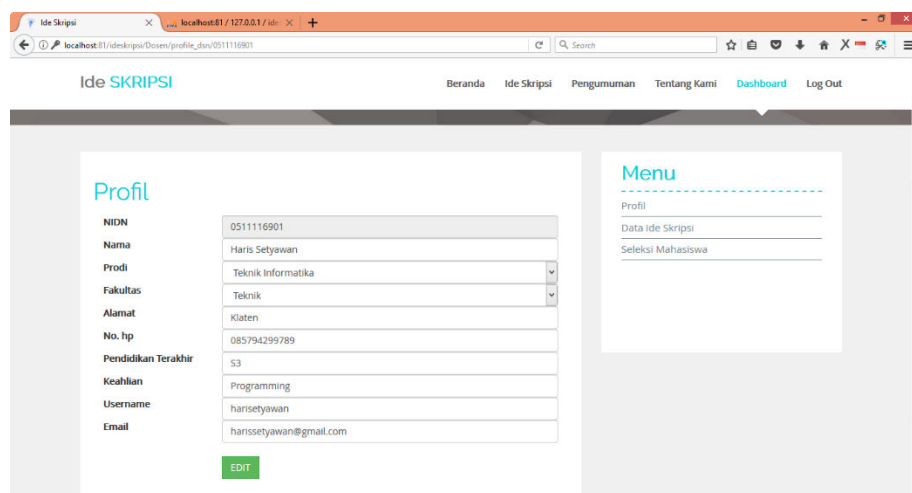 Ide Skripsi
localhost:81 / 127.0.0.1 / ide
localhost:81/ideskripsi/Dosen/profile_dsn/0511116901
Search
Ide SKRIPSI
Beranda Ide Skripsi Pengumuman Tentang Kami Dashboard Log Out
Profil
NIDN 0511116901
Nama Haris Setyawan
Prodi Teknik Informatika
Fakultas Teknik
Alamat Klaten
No. hp 085794299789
Pendidikan Terakhir S3
Keahlian Programming
Username harisetyawan
Email harissetyawan@gmail.com
EDIT
Menu
Profil
Data Ide Skripsi
Seleksi Mahasiswa